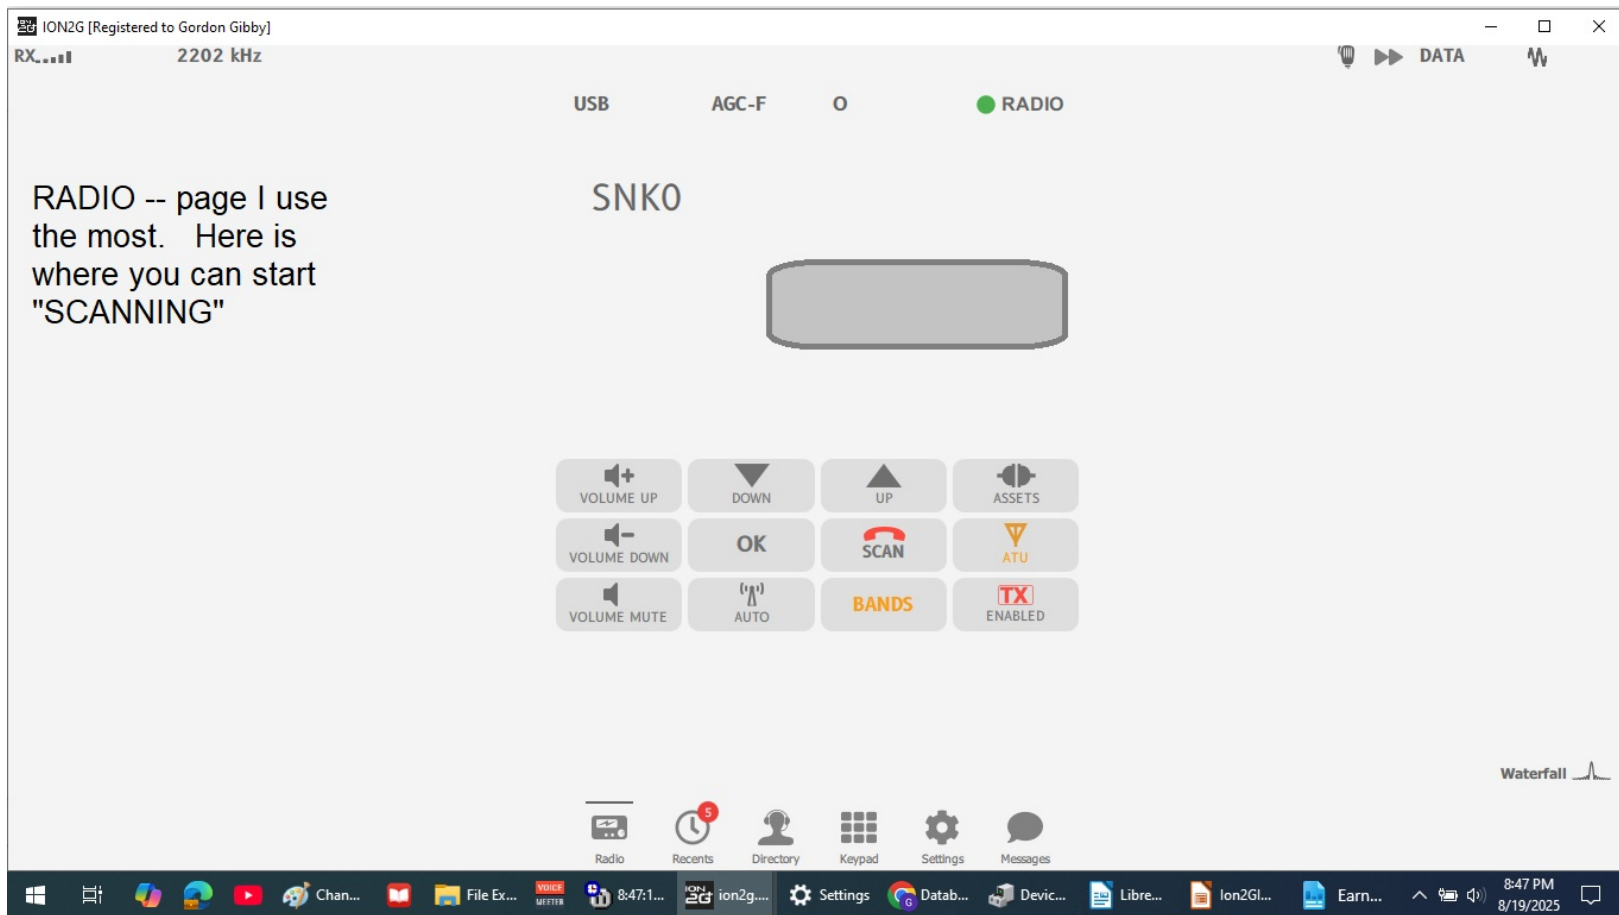 ION2G [Registered to Gordon Gibby]
RX
2202 kHz
DATA
USB
AGC-F
O
RADIO
RADIO -- page I use
the most.   Here is
where you can start
"SCANNING"
SNK0
VOLUME UP
DOWN
UP
ASSETS
VOLUME DOWN
OK
SCAN
ATU
VOLUME MUTE
AUTO
BANDS
TX
ENABLED
Waterfall
5
Radio
Recents
Directory
Keypad
Settings
Messages
Chan...
File Ex...
VOICE
MEETER
8:47:1...
ION
2G
ion2g....
Settings
G
Datab...
Devic...
Libre...
Ion2Gl...
Earn...
8:47 PM
8/19/2025